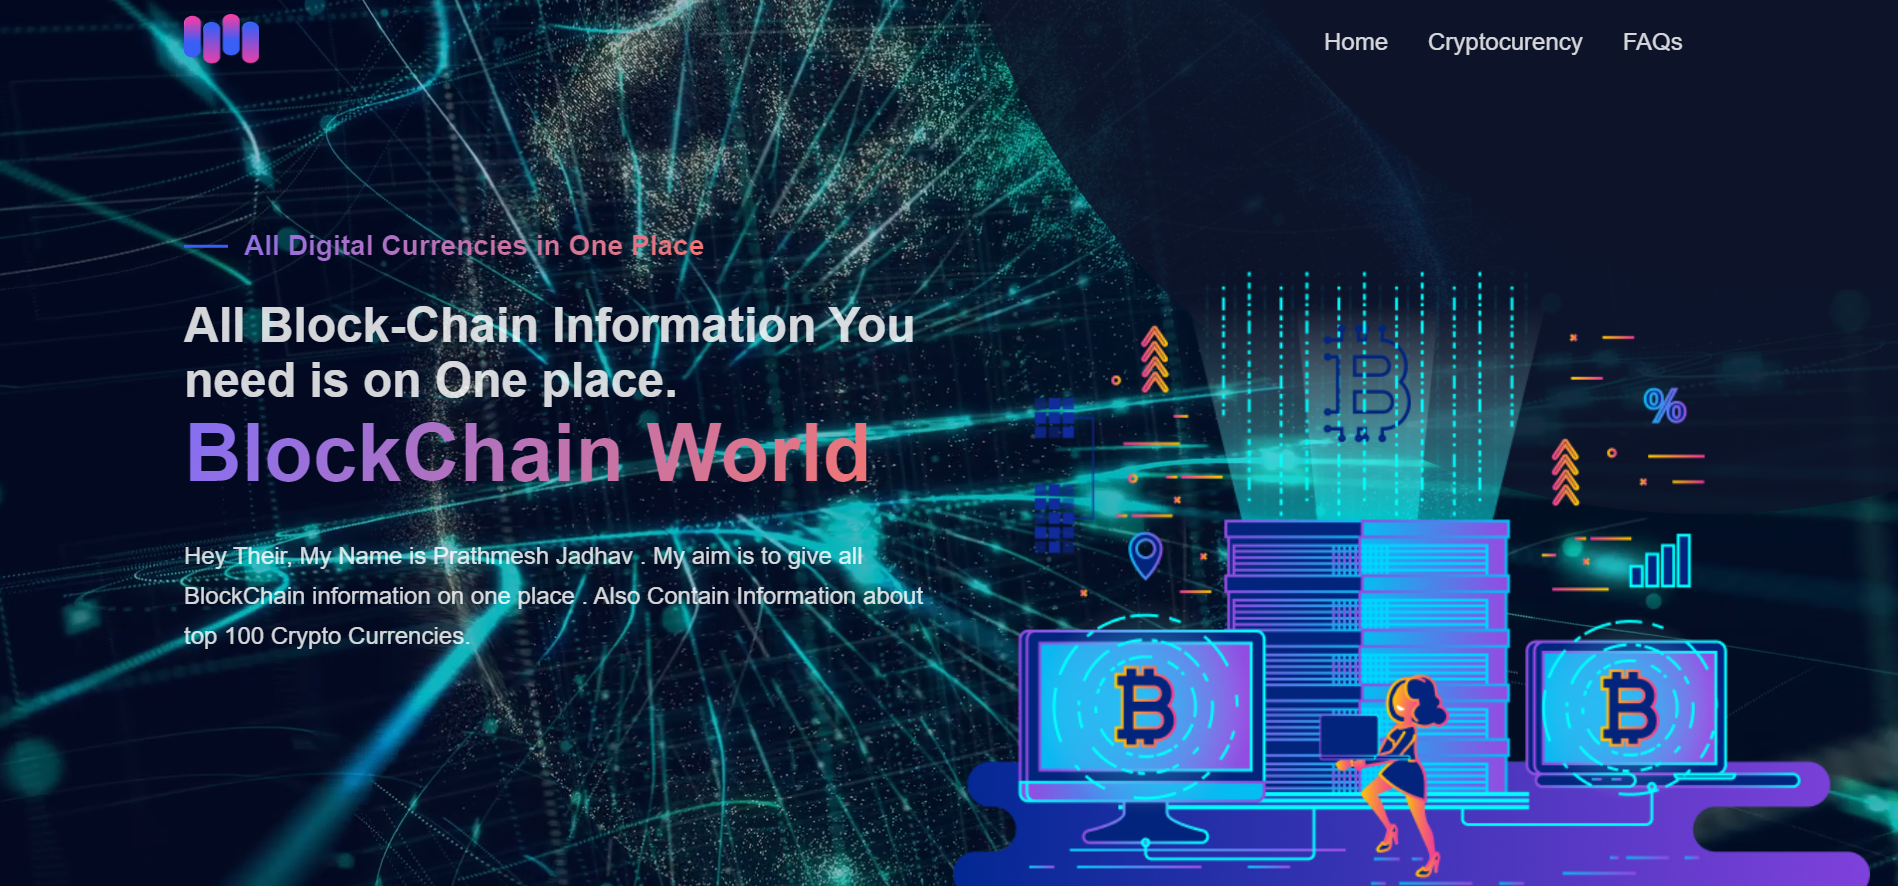 Home Cryptocurency FAQs
All Digital Currencies in One Place
All Block-Chain Information You
need is on One place.
BlockChain World
Hey Their, My Name is Prathmesh Jadhav . My aim is to give all
BlockChain information on one place . Also Contain Information about
top 100 Crypto Currencies.
%